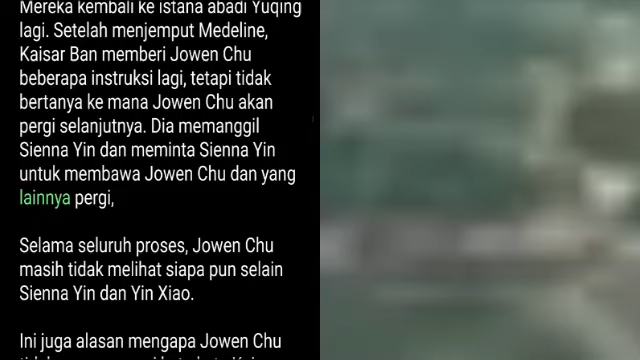 Mereka kembali ke istana abadi Yuqing
lagi. Setelah menjemput Medeline,
Kaisar Ban memberi Jowen Chu
beberapa instruksi lagi, tetapi tidak
bertanya ke mana Jowen Chu akan
pergi selanjutnya. Dia memanggil
Sienna Yin dan meminta Sienna Yin
untuk membawa Jowen Chu dan yang
lainnya pergi,
Selama seluruh proses, Jowen Chu
masih tidak melihat siapa pun selain
Sienna Yin dan Yin Xiao.
Ini juga alasan mengapa Jowen Chu